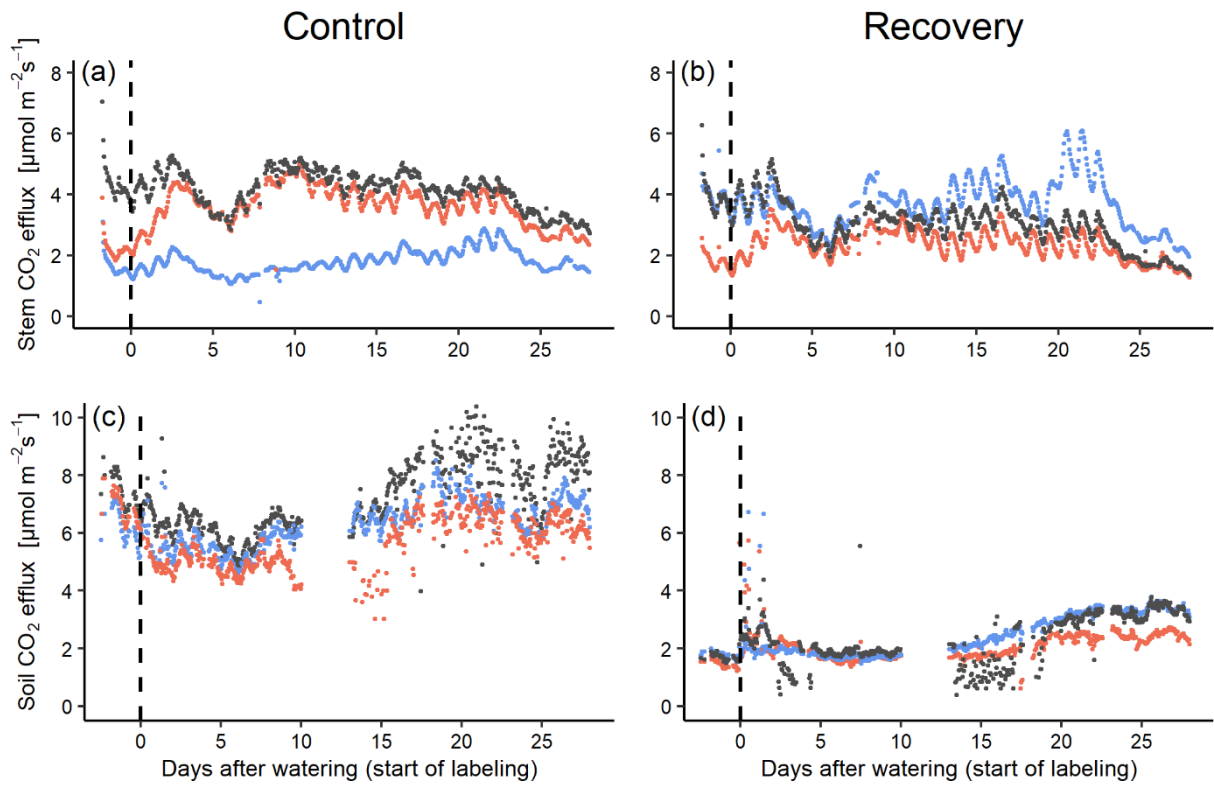 Control
Recovery
(a)
(b)
Stem CO₂ efflux [µmol m⁻²s⁻¹]
8
6
4
2
0
8
6
4
2
0
0 5 10 15 20 25
0 5 10 15 20 25
(c)
(d)
Soil CO₂ efflux [µmol m⁻²s⁻¹]
10
8
6
4
2
0
10
8
6
4
2
0
0 5 10 15 20 25
0 5 10 15 20 25
Days after watering (start of labeling)
Days after watering (start of labeling)